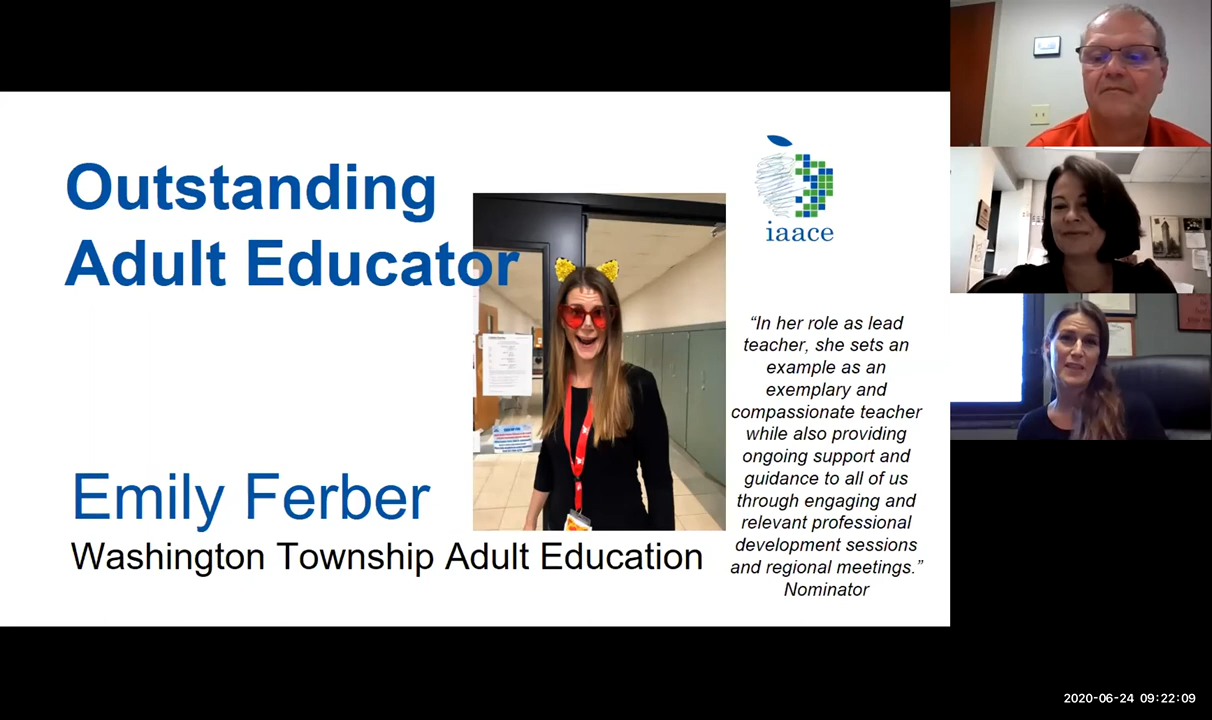 Outstanding
Adult Educator
iaace
“In her role as lead
teacher, she sets an
example as an
exemplary and
compassionate teacher
while also providing
ongoing support and
guidance to all of us
through engaging and
relevant professional
development sessions
and regional meetings.”
Nominator
Emily Ferber
Washington Township Adult Education
2020-06-24 09:22:09